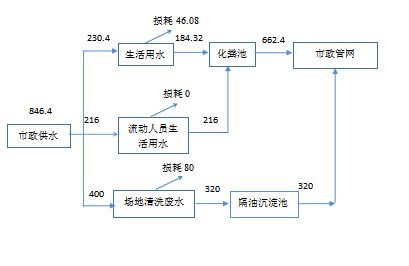 损耗 46.08
230.4
184.32
662.4
生活用水
化粪池
市政管网
846.4
损耗 0
市政供水
216
流动人员生
活用水
216
损耗 80
400
320
320
场地清洗废水
隔油沉淀池